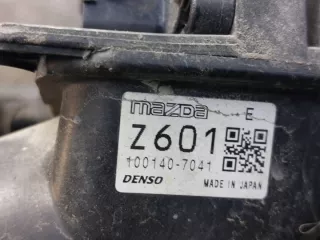 mazda E
Z601
100140-7041
DENSO MADE IN JAPAN